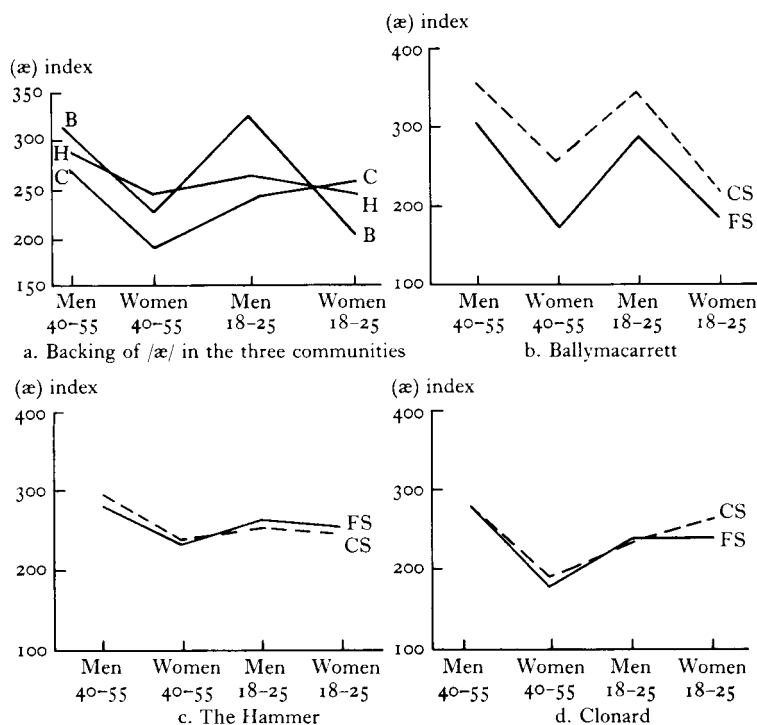 (æ) index
350
300
250
200
150
B
H
C
C
H
B
Men Women Men Women
40–55 40–55 18–25 18–25
a. Backing of /æ/ in the three communities
(æ) index
400
300
200
100
CS
FS
Men Women Men Women
40–55 40–55 18–25 18–25
b. Ballymacarrett
(æ) index
400
300
200
100
FS
CS
Men Women Men Women
40–55 40–55 18–25 18–25
c. The Hammer
(æ) index
400
300
200
100
CS
FS
Men Women Men Women
40–55 40–55 18–25 18–25
d. Clonard